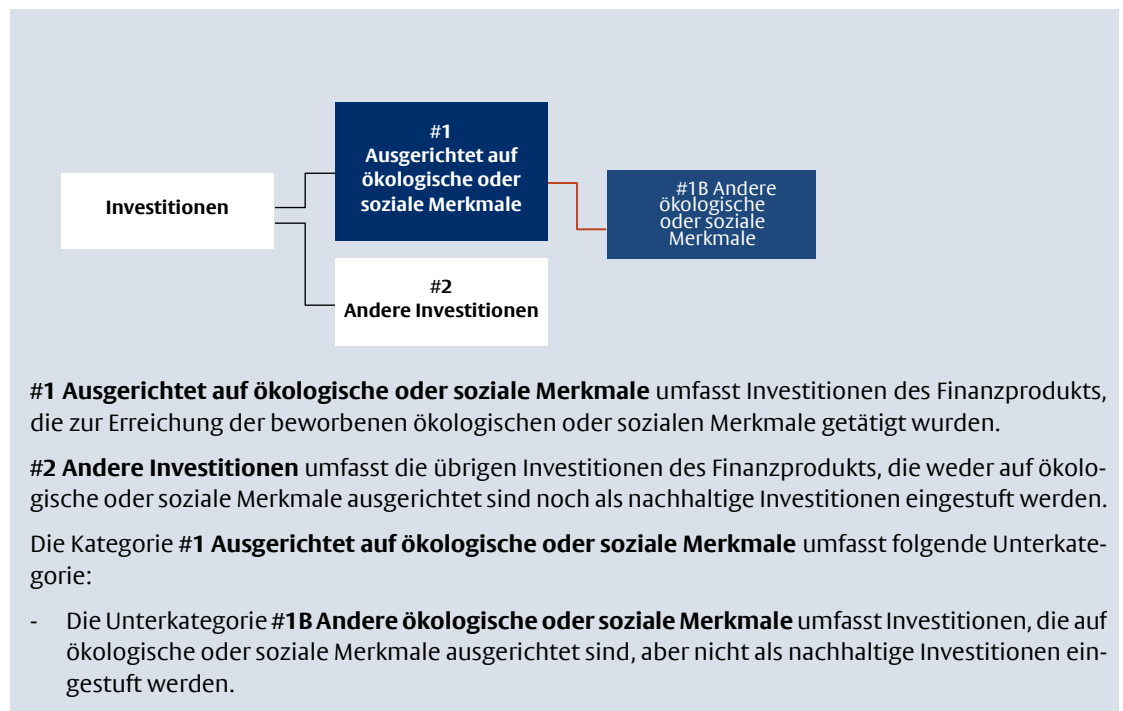 #1
Ausgerichtet auf
ökologische oder
soziale Merkmale
Investitionen
#1B Andere
ökologische
oder soziale
Merkmale
#2
Andere Investitionen
#1 Ausgerichtet auf ökologische oder soziale Merkmale umfasst Investitionen des Finanzprodukts,
die zur Erreichung der beworbenen ökologischen oder sozialen Merkmale getätigt wurden.
#2 Andere Investitionen umfasst die übrigen Investitionen des Finanzprodukts, die weder auf ökolo-
gische oder soziale Merkmale ausgerichtet sind noch als nachhaltige Investitionen eingestuft werden.
Die Kategorie #1 Ausgerichtet auf ökologische oder soziale Merkmale umfasst folgende Unterkate-
gorie:
- Die Unterkategorie #1B Andere ökologische oder soziale Merkmale umfasst Investitionen, die auf
ökologische oder soziale Merkmale ausgerichtet sind, aber nicht als nachhaltige Investitionen ein-
gestuft werden.